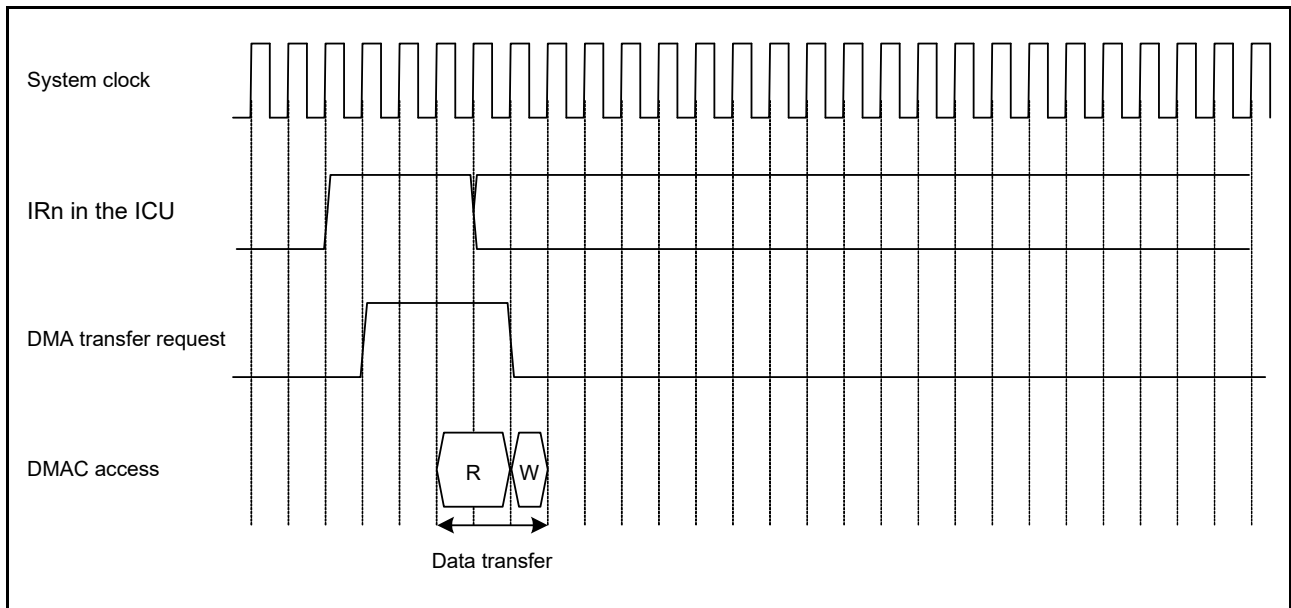 System clock
IRn in the ICU
DMA transfer request
DMAC access
R
W
Data transfer